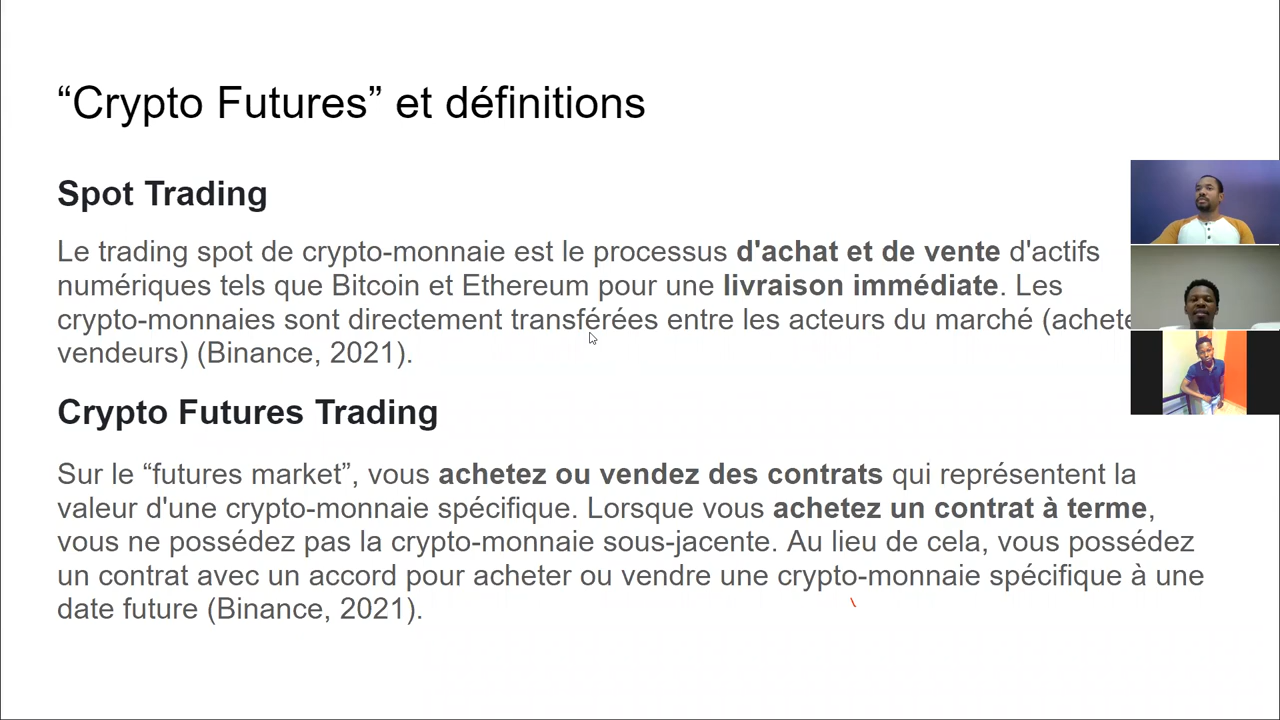 “Crypto Futures” et définitions
Spot Trading
Le trading spot de crypto-monnaie est le processus d'achat et de vente d'actifs
numériques tels que Bitcoin et Ethereum pour une livraison immédiate. Les
crypto-monnaies sont directement transférées entre les acteurs du marché (achete
vendeurs) (Binance, 2021).
Crypto Futures Trading
Sur le “futures market”, vous achetez ou vendez des contrats qui représentent la
valeur d'une crypto-monnaie spécifique. Lorsque vous achetez un contrat à terme,
vous ne possédez pas la crypto-monnaie sous-jacente. Au lieu de cela, vous possédez
un contrat avec un accord pour acheter ou vendre une crypto-monnaie spécifique à une
date future (Binance, 2021).